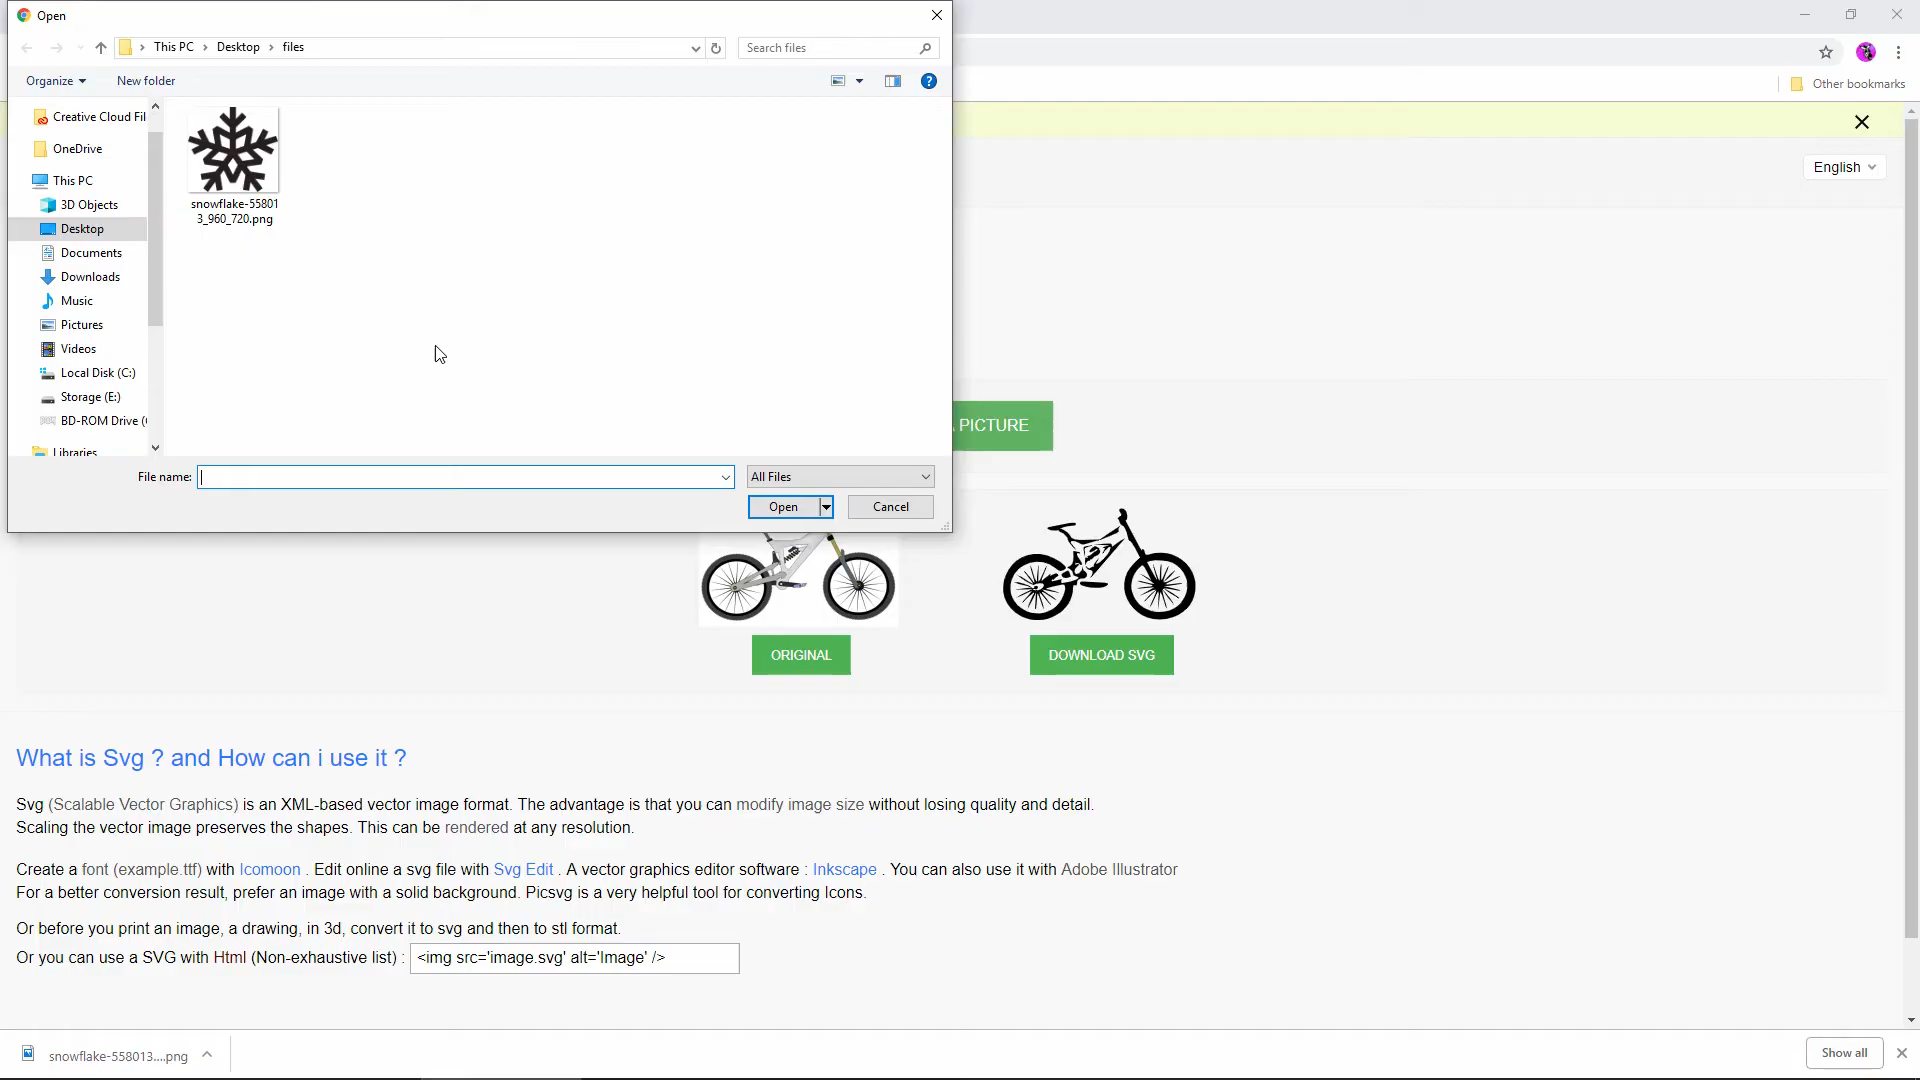 Open
This PC
Desktop
files
Search files
Organize
New folder
Creative Cloud Fil
OneDrive
This PC
3D Objects
Desktop
Documents
Downloads
Music
Pictures
Videos
Local Disk (C:)
Storage (E:)
BD-ROM Drive (
Libraries
snowflake-55801
3_960_720.png
File name:
All Files
Open
Cancel
Other bookmarks
English
PICTURE
ORIGINAL
DOWNLOAD SVG
What is Svg ? and How can i use it ?
Svg (Scalable Vector Graphics) is an XML-based vector image format. The advantage is that you can modify image size without losing quality and detail.
Scaling the vector image preserves the shapes. This can be rendered at any resolution.
Create a font (example.ttf) with Icomoon . Edit online a svg file with Svg Edit . A vector graphics editor software : Inkscape . You can also use it with Adobe Illustrator
For a better conversion result, prefer an image with a solid background. Picsvg is a very helpful tool for converting Icons.
Or before you print an image, a drawing, in 3d, convert it to svg and then to stl format.
Or you can use a SVG with Html (Non-exhaustive list) : <img src='image.svg' alt='Image' />
snowflake-558013....png
Show all